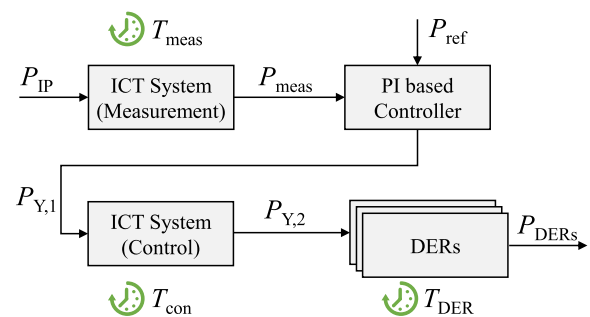 T_meas
P_ref
P_IP
ICT System
(Measurement)
P_meas
PI based
Controller
P_Y,1
ICT System
(Control)
P_Y,2
DERs
P_DERs
T_con
T_DER